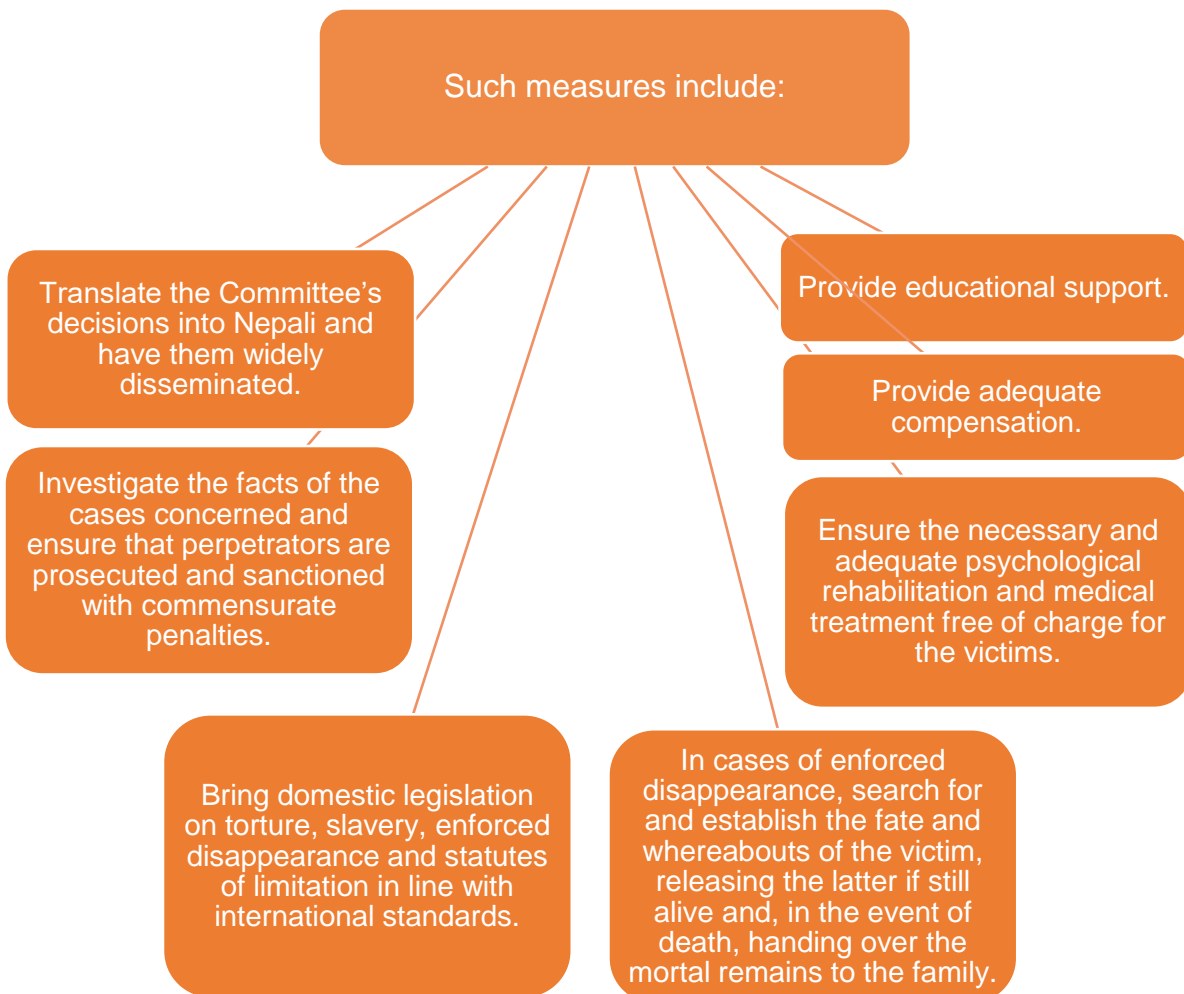 Such measures include:
Translate the Committee’s
decisions into Nepali and
have them widely
disseminated.
Investigate the facts of the
cases concerned and
ensure that perpetrators are
prosecuted and sanctioned
with commensurate
penalties.
Bring domestic legislation
on torture, slavery, enforced
disappearance and statutes
of limitation in line with
international standards.
In cases of enforced
disappearance, search for
and establish the fate and
whereabouts of the victim,
releasing the latter if still
alive and, in the event of
death, handing over the
mortal remains to the family.
Provide educational support.
Provide adequate
compensation.
Ensure the necessary and
adequate psychological
rehabilitation and medical
treatment free of charge for
the victims.